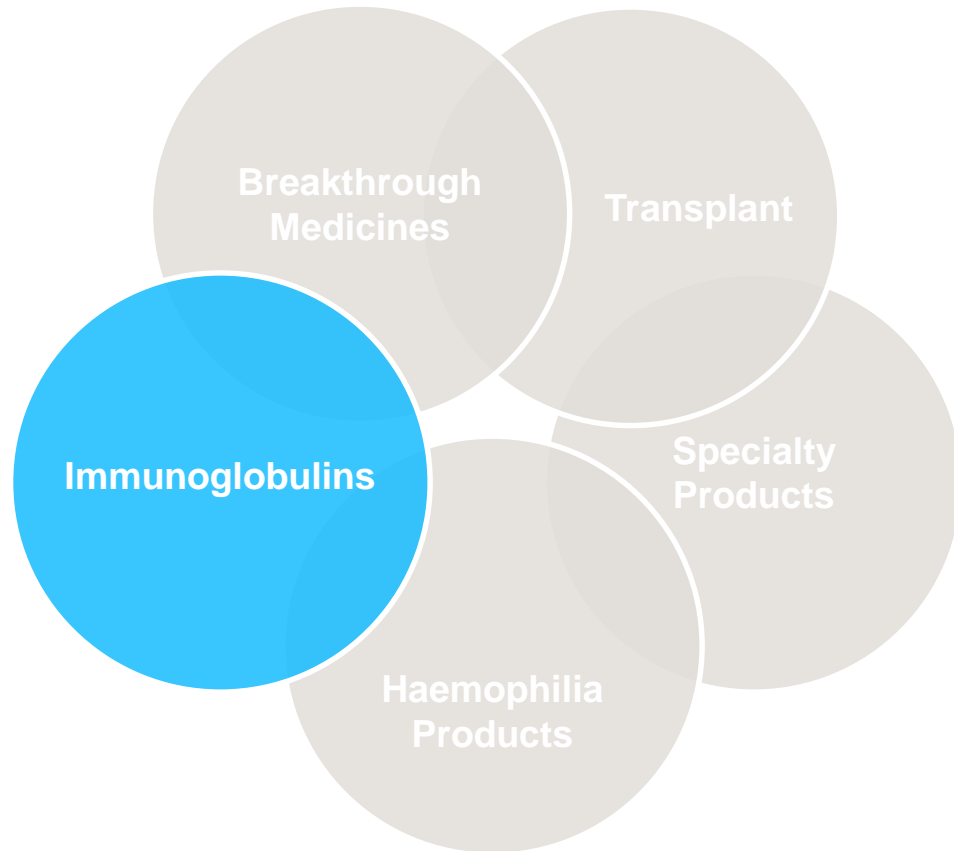 Breakthrough
Medicines
Transplant
Immunoglobulins
Specialty
Products
Haemophilia
Products